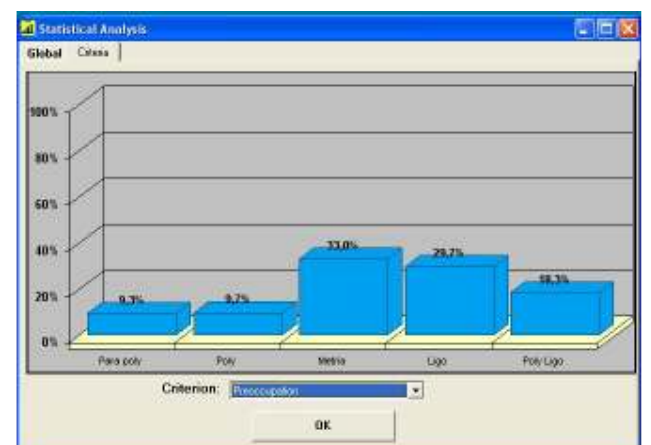 Statistical Analysis
Global Criteria
100%
80%
60%
40%
20%
0%
9,3% 9,7% 33,0% 29,7% 18,3%
Para poly Poly Metria Ligo Poly Ligo
Criterion: Preoccupation
OK